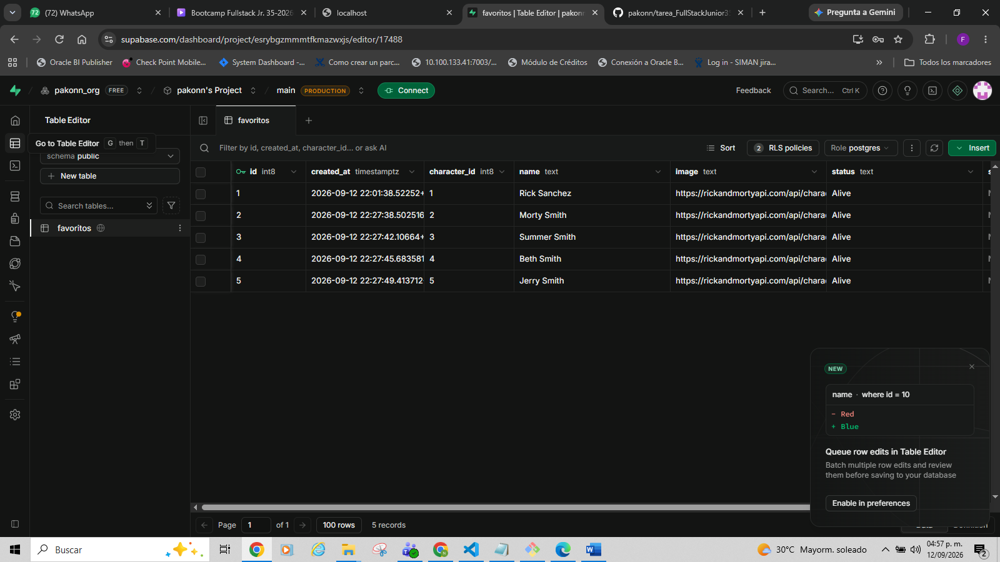 72 (72) WhatsApp
Bootcamp Fullstack Jr. 35-2026
localhost
favoritos | Table Editor | pakonn
pakonn/tarea_FullStackJunior35
Pregunta a Gemini
supabase.com/dashboard/project/esrybgzmmmtfkmazwxjs/editor/17488
F
Oracle BI Publisher
Check Point Mobile...
System Dashboard -...
Como crear un parc...
10.100.133.41:7003/...
Módulo de Créditos
Conexión a Oracle B...
Log in - SIMAN jira...
»
Todos los marcadores
pakonn_org FREE
pakonn's Project
main PRODUCTION
Connect
Feedback
Search... Ctrl K
Table Editor
favoritos
Go to Table Editor G then T
schema public
New table
Search tables...
favoritos
Filter by id, created_at, character_id... or ask AI
Sort
2 RLS policies
Role postgres
Insert
id int8 created_at timestamptz character_id int8 name text image text status text s
1 2026-09-12 22:01:38.52252+ 1 Rick Sanchez https://rickandmortyapi.com/api/chara Alive N
2 2026-09-12 22:27:38.502516 2 Morty Smith https://rickandmortyapi.com/api/chara Alive N
3 2026-09-12 22:27:42.10664+ 3 Summer Smith https://rickandmortyapi.com/api/chara Alive N
4 2026-09-12 22:27:45.683581 4 Beth Smith https://rickandmortyapi.com/api/chara Alive N
5 2026-09-12 22:27:49.413712 5 Jerry Smith https://rickandmortyapi.com/api/chara Alive N
NEW
name · where id = 10
- Red
+ Blue
Queue row edits in Table Editor
Batch multiple row edits and review
them before saving to your database
Enable in preferences
Page 1 of 1
100 rows
5 records
Data Definition
Buscar
30°C Mayorm. soleado
04:57 p. m.
12/09/2026
2